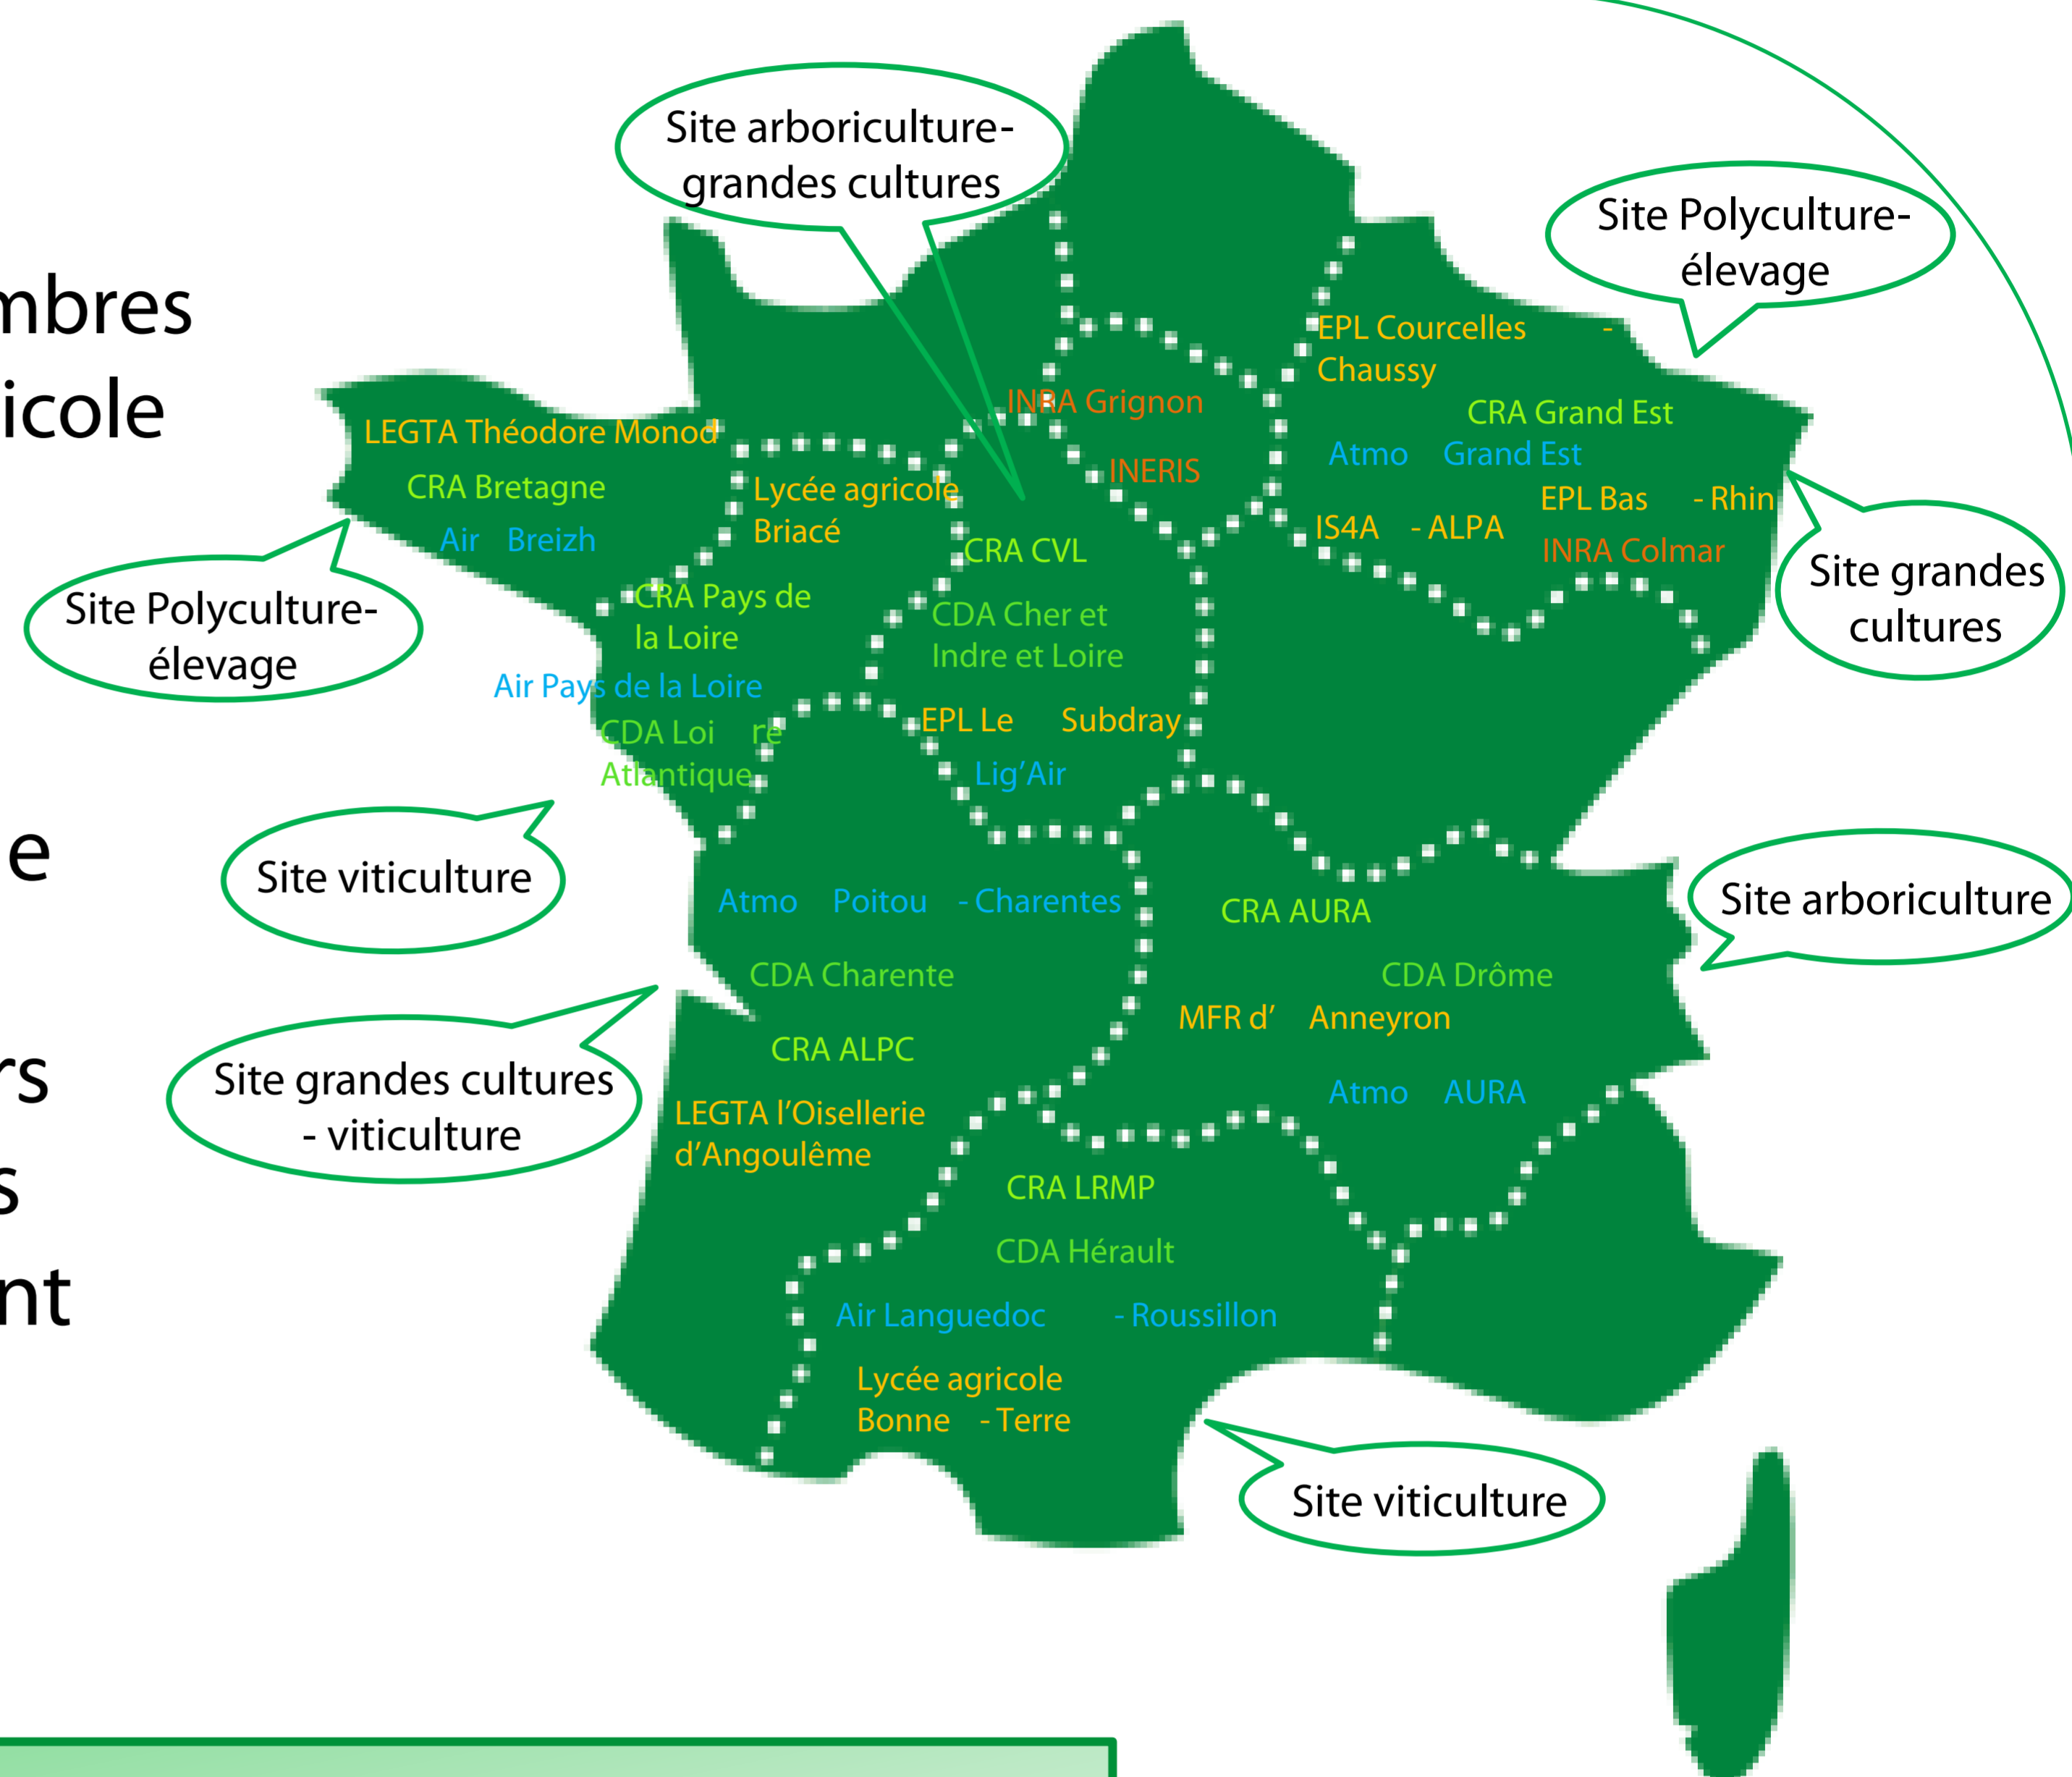 mbres
icole
e
rs
s
nt
Site arboriculture-
grandes cultures
Site Polyculture-
élevage
EPL Courcelles -
Chaussy
CRA Grand Est
Atmo Grand Est
EPL Bas - Rhin
IS4A - ALPA
INRA Colmar
Site grandes
cultures
INRA Grignon
INERIS
LEGTA Théodore Monod
CRA Bretagne
Air Breizh
Site Polyculture-
élevage
Lycée agricole
Briacé
CRA Pays de
la Loire
Air Pays de la Loire
CDA Loi re
Atlantique
Site viticulture
CRA CVL
CDA Cher et
Indre et Loire
EPL Le Subdray
Lig’Air
Atmo Poitou - Charentes
CDA Charente
CRA ALPC
LEGTA l’Oisellerie
d’Angoulême
Site grandes cultures
- viticulture
CRA AURA
CDA Drôme
MFR d’ Anneyron
Atmo AURA
Site arboriculture
CRA LRMP
CDA Hérault
Air Languedoc - Roussillon
Lycée agricole
Bonne - Terre
Site viticulture